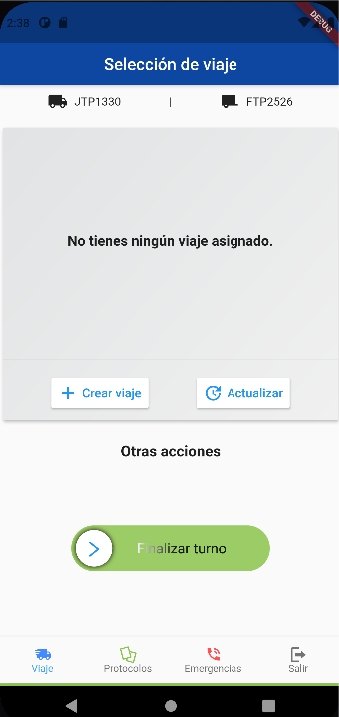 2:38
DEBUG
Selección de viaje
JTP1330 | FTP2526
No tienes ningún viaje asignado.
Crear viaje
Actualizar
Otras acciones
Finalizar turno
Viaje
Protocolos
Emergencias
Salir